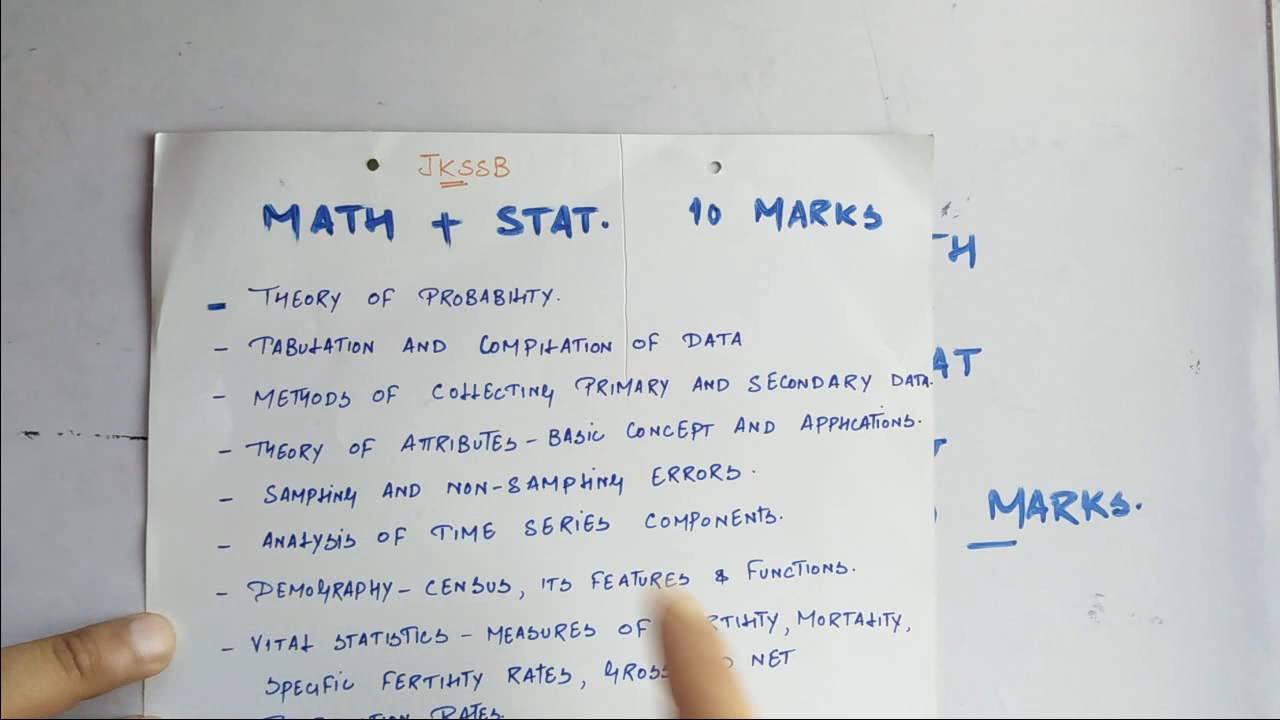 JKSSB
MATH + STAT. 10 MARKS
- THEORY OF PROBABILITY.
- TABULATION AND COMPILATION OF DATA
- METHODS OF COLLECTING PRIMARY AND SECONDARY DATA.
- THEORY OF ATTRIBUTES - BASIC CONCEPT AND APPLICATIONS.
- SAMPLING AND NON-SAMPLING ERRORS.
- ANALYSIS OF TIME SERIES COMPONENTS.
- DEMOGRAPHY - CENSUS, ITS FEATURES & FUNCTIONS.
- VITAL STATISTICS - MEASURES OF MORTALITY,
SPECIFIC FERTILITY RATES, NET
RATES.
MARKS.